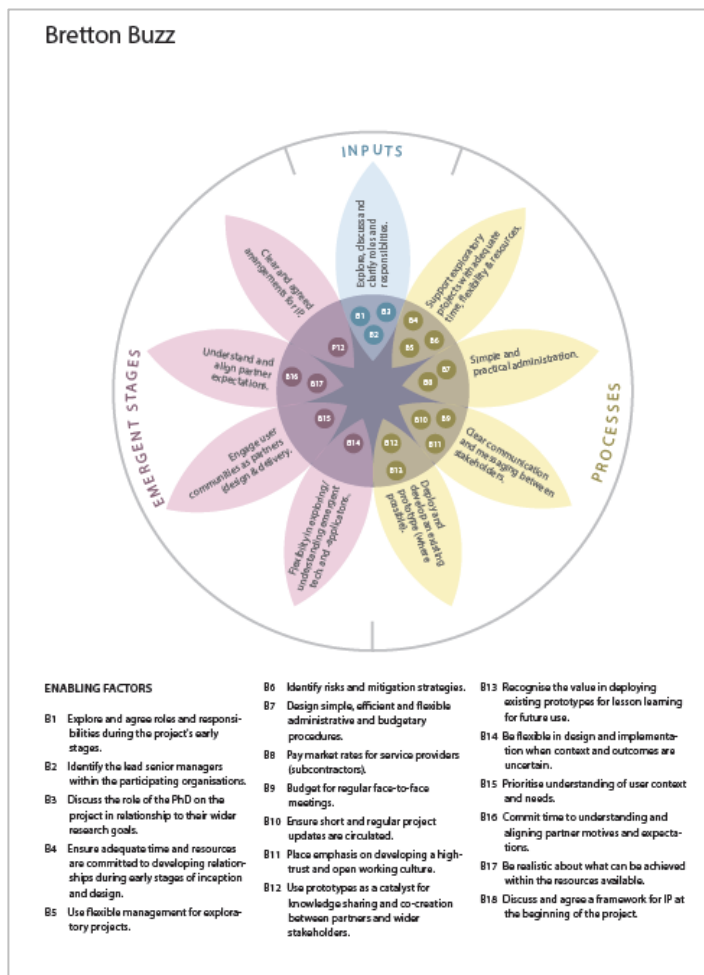 Bretton Buzz
INPUTS
Explore, discuss and
clarify roles and
responsibilities.
Support exploratory
projects with adequate
time, flexibility & resources.
Simple and
practical administration.
PROCESSES
Clear communication
and messaging between
stakeholders.
Deploy and
develop an existing
prototype (where
possible).
Flexibility in exploring/
understanding emergent
tech and -applicators.
Engage user
communities as partners
(design & delivery.
EMERGENT STAGES
Understand and
align partner
expectations.
Clear and agreed
arrangements for IP.
B1
B3
B2
B4
B6
B5
B7
B8
B10
B9
B11
B13
B12
B14
B15
B16
B17
P12
ENABLING FACTORS
B1 Explore and agree roles and responsi-
bilities during the project's early
stages.
B2 Identify the lead senior managers
within the participating organisations.
B3 Discuss the role of the PhD on the
project in relationship to their wider
research goals.
B4 Ensure adequate time and resources
are committed to developing relation-
ships during early stages of inception
and design.
B5 Use flexible management for explora-
tory projects.
B6 Identify risks and mitigation strategies.
B7 Design simple, efficient and flexible
administrative and budgetary
procedures.
B8 Pay market rates for service providers
(subcontractors).
B9 Budget for regular face-to-face
meetings.
B10 Ensure short and regular project
updates are circulated.
B11 Place emphasis on developing a high-
trust and open working culture.
B12 Use prototypes as a catalyst for
knowledge sharing and co-creation
between partners and wider
stakeholders.
B13 Recognise the value in deploying
existing prototypes for lesson learning
for future use.
B14 Be flexible in design and implementa-
tion when context and outcomes are
uncertain.
B15 Prioritise understanding of user context
and needs.
B16 Commit time to understanding and
aligning partner motives and expecta-
tions.
B17 Be realistic about what can be achieved
within the resources available.
B18 Discuss and agree a framework for IP at
the beginning of the project.